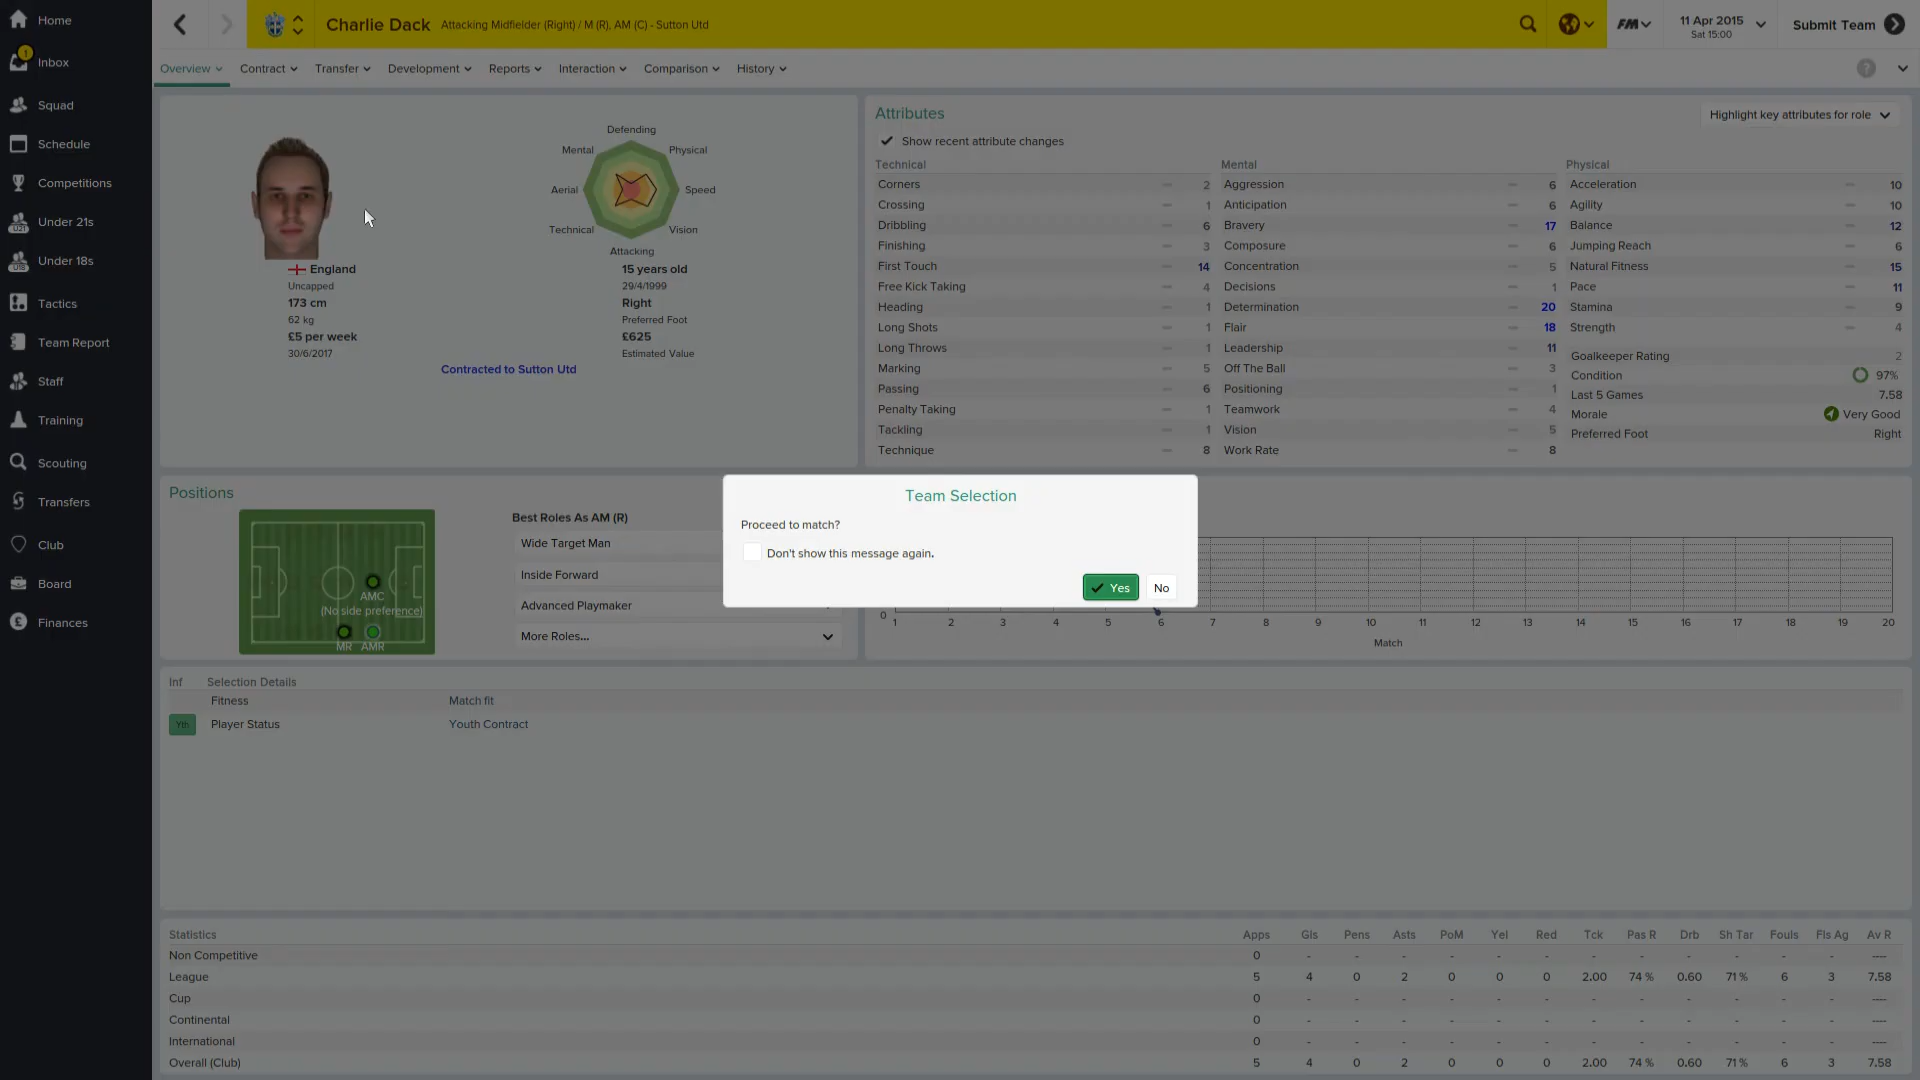 Home
1
Inbox
Squad
Schedule
Competitions
Under 21s
Under 18s
Tactics
Team Report
Staff
Training
Scouting
Transfers
Club
Board
Finances
Charlie Dack Attacking Midfielder (Right) / M (R), AM (C) - Sutton Utd
FM
11 Apr 2015
Sat 15:00
Submit Team
Overview Contract Transfer Development Reports Interaction Comparison History
?
England
Uncapped
173 cm
62 kg
£5 per week
30/6/2017
Defending
Mental Physical
Aerial Speed
Technical Vision
Attacking
15 years old
29/4/1999
Right
Preferred Foot
£625
Estimated Value
Contracted to Sutton Utd
Attributes
Highlight key attributes for role
Show recent attribute changes
Technical Mental Physical
Corners 2 Aggression 6 Acceleration 10
Crossing 1 Anticipation 6 Agility 10
Dribbling 6 Bravery 17 Balance 12
Finishing 3 Composure 6 Jumping Reach 6
First Touch 14 Concentration 5 Natural Fitness 15
Free Kick Taking 4 Decisions 1 Pace 11
Heading 1 Determination 20 Stamina 9
Long Shots 1 Flair 18 Strength 4
Long Throws 1 Leadership 11 Goalkeeper Rating 2
Marking 5 Off The Ball 3 Condition 97%
Passing 6 Positioning 1 Last 5 Games 7.58
Penalty Taking 1 Teamwork 4 Morale Very Good
Tackling 1 Vision 5 Preferred Foot Right
Technique 8 Work Rate 8
Positions
AMC
(No side preference)
MR AMR
Best Roles As AM (R)
Wide Target Man
Inside Forward
Advanced Playmaker
More Roles...
Team Selection
Proceed to match?
Don't show this message again.
Yes No
0
1 2 3 4 5 6 7 8 9 10 11 12 13 14 15 16 17 18 19 20
Match
Inf Selection Details
Fitness Match fit
Yth Player Status Youth Contract
Statistics Apps Gls Pens Asts PoM Yel Red Tck Pas R Drb Sh Tar Fouls Fls Ag Av R
Non Competitive 0 - - - - - - - - - - - - ----
League 5 4 0 2 0 0 0 2.00 74 % 0.60 71 % 6 3 7.58
Cup 0 - - - - - - - - - - - - ----
Continental 0 - - - - - - - - - - - - ----
International 0 - - - - - - - - - - - - ----
Overall (Club) 5 4 0 2 0 0 0 2.00 74 % 0.60 71 % 6 3 7.58